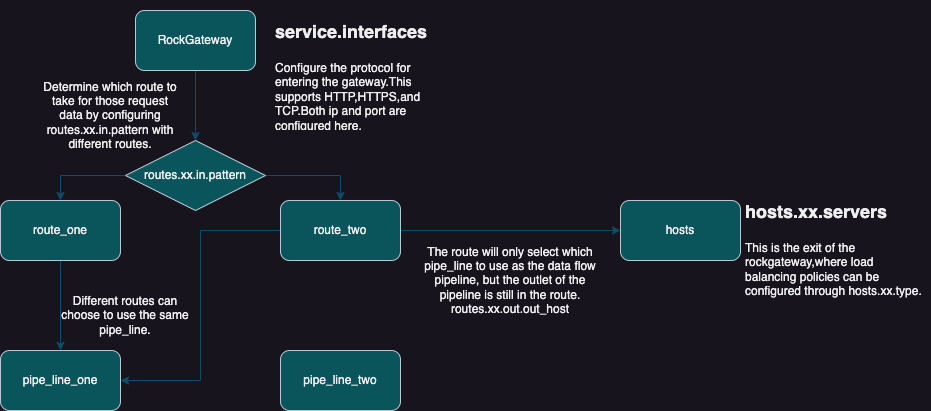 RockGateway
service.interfaces
Configure the protocol for
entering the gateway.This
supports HTTP,HTTPS,and
TCP.Both ip and port are
configured here.
Determine which route to
take for those request
data by configuring
routes.xx.in.pattern with
different routes.
routes.xx.in.pattern
route_one
route_two
hosts
hosts.xx.servers
This is the exit of the
rockgateway,where load
balancing policies can be
configured through hosts.xx.type.
The route will only select which
pipe_line to use as the data flow
pipeline, but the outlet of the
pipeline is still in the route.
routes.xx.out.out_host
Different routes can
choose to use the same
pipe_line.
pipe_line_one
pipe_line_two